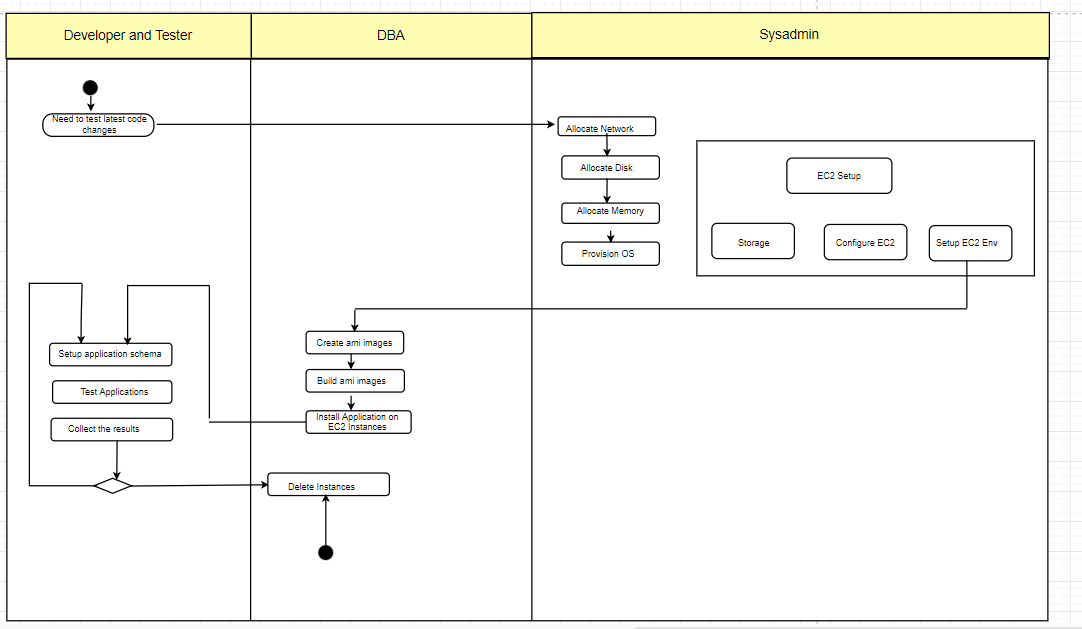 Developer and Tester
DBA
Sysadmin
Need to test latest code
changes
Allocate Network
Allocate Disk
Allocate Memory
Provision OS
EC2 Setup
Storage
Configure EC2
Setup EC2 Env
Create ami images
Build ami images
Install Application on
EC2 Instances
Setup application schema
Test Applications
Collect the results
Delete Instances